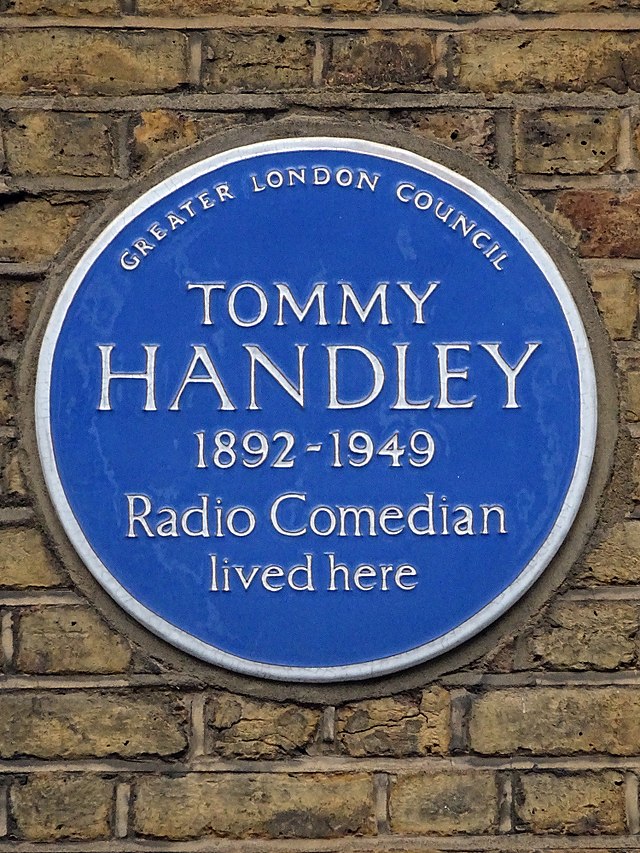 GREATER LONDON COUNCIL
TOMMY
HANDLEY
1892-1949
Radio Comedian
lived here